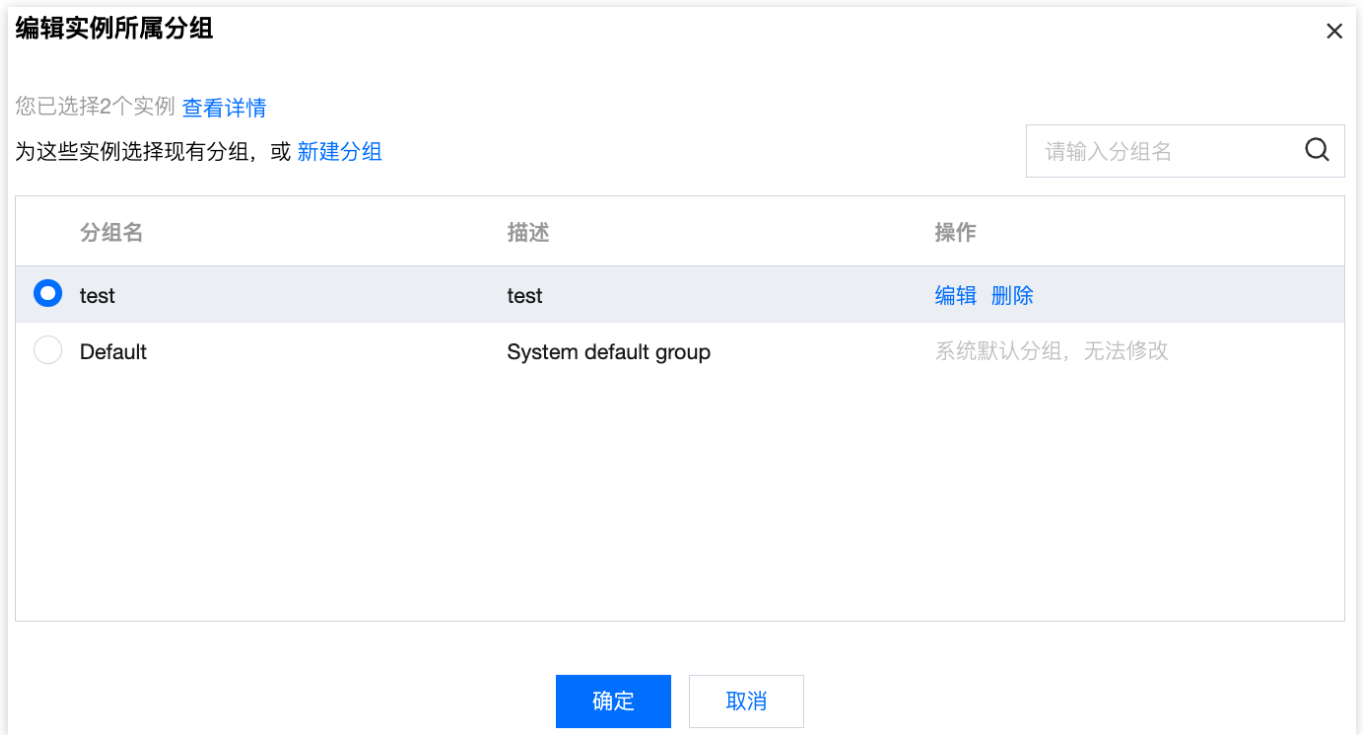 编辑实例所属分组
您已选择2个实例 查看详情
为这些实例选择现有分组，或 新建分组
请输入分组名
分组名 描述 操作
test test 编辑 删除
Default System default group 系统默认分组，无法修改
确定 取消